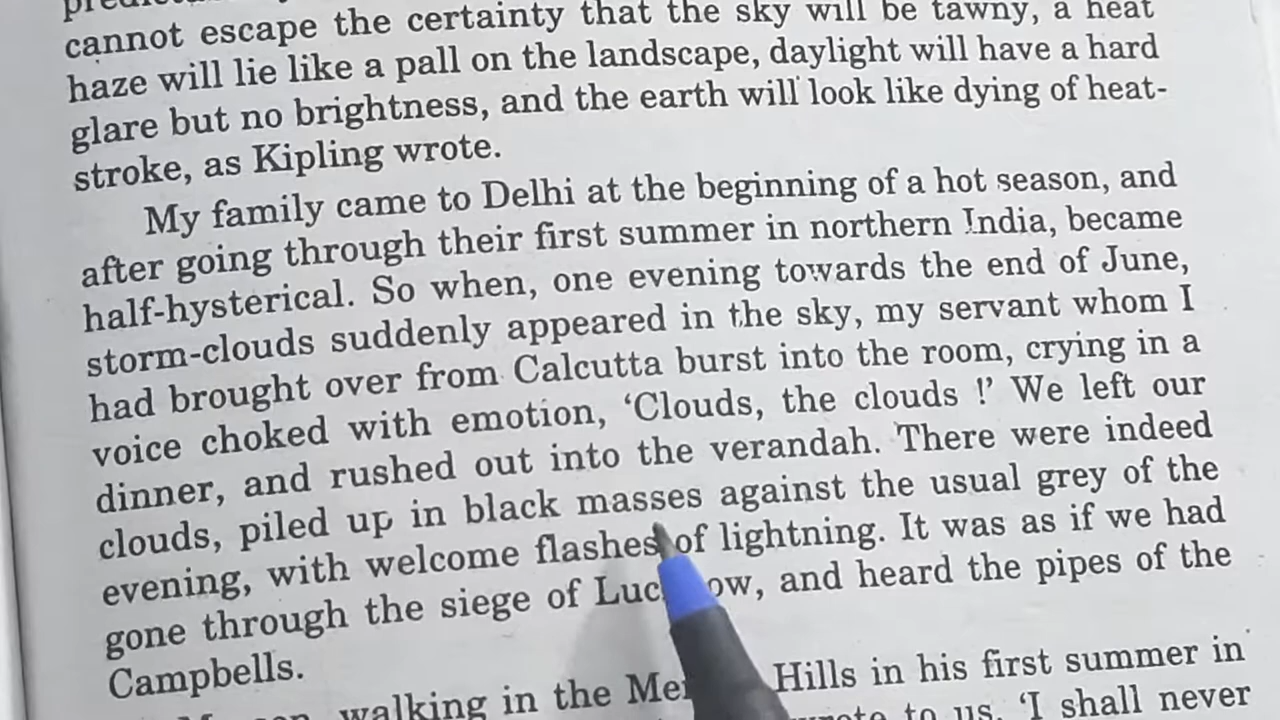 cannot escape the certainty that the sky will be tawny, a heat
haze will lie like a pall on the landscape, daylight will have a hard
glare but no brightness, and the earth will look like dying of heat-
stroke, as Kipling wrote.
My family came to Delhi at the beginning of a hot season, and
after going through their first summer in northern India, became
half-hysterical. So when, one evening towards the end of June,
storm-clouds suddenly appeared in the sky, my servant whom I
had brought over from Calcutta burst into the room, crying in a
voice choked with emotion, ‘Clouds, the clouds !’ We left our
dinner, and rushed out into the verandah. There were indeed
clouds, piled up in black masses against the usual grey of the
evening, with welcome flashes of lightning. It was as if we had
gone through the siege of Lucknow, and heard the pipes of the
Campbells.
walking in the Hills in his first summer in
to us, ‘I shall never